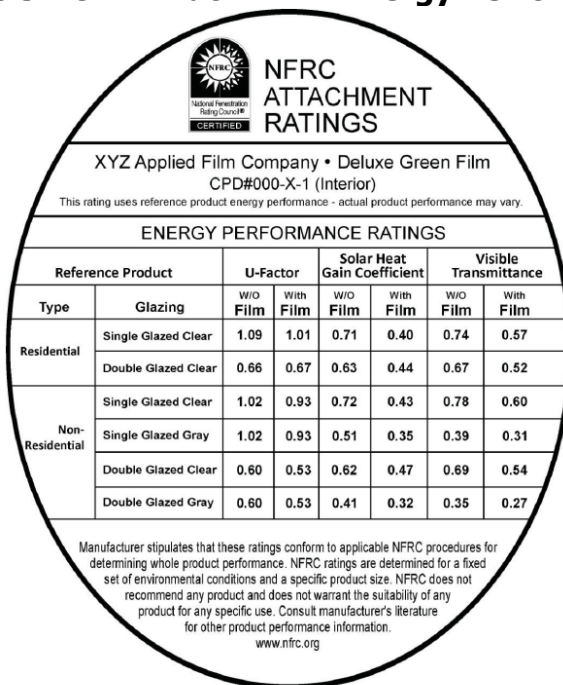 NFRC
National Fenestration
Rating Council®
CERTIFIED
NFRC
ATTACHMENT
RATINGS
XYZ Applied Film Company • Deluxe Green Film
CPD#000-X-1 (Interior)
This rating uses reference product energy performance - actual product performance may vary.
ENERGY PERFORMANCE RATINGS
Reference Product U-Factor Solar Heat Gain Coefficient Visible Transmittance
Type Glazing W/O Film With Film W/O Film With Film W/O Film With Film
Residential Single Glazed Clear 1.09 1.01 0.71 0.40 0.74 0.57
Double Glazed Clear 0.66 0.67 0.63 0.44 0.67 0.52
Non-Residential Single Glazed Clear 1.02 0.93 0.72 0.43 0.78 0.60
Single Glazed Gray 1.02 0.93 0.51 0.35 0.39 0.31
Double Glazed Clear 0.60 0.53 0.62 0.47 0.69 0.54
Double Glazed Gray 0.60 0.53 0.41 0.32 0.35 0.27
Manufacturer stipulates that these ratings conform to applicable NFRC procedures for
determining whole product performance. NFRC ratings are determined for a fixed
set of environmental conditions and a specific product size. NFRC does not
recommend any product and does not warrant the suitability of any
product for any specific use. Consult manufacturer's literature
for other product performance information.
www.nfrc.org